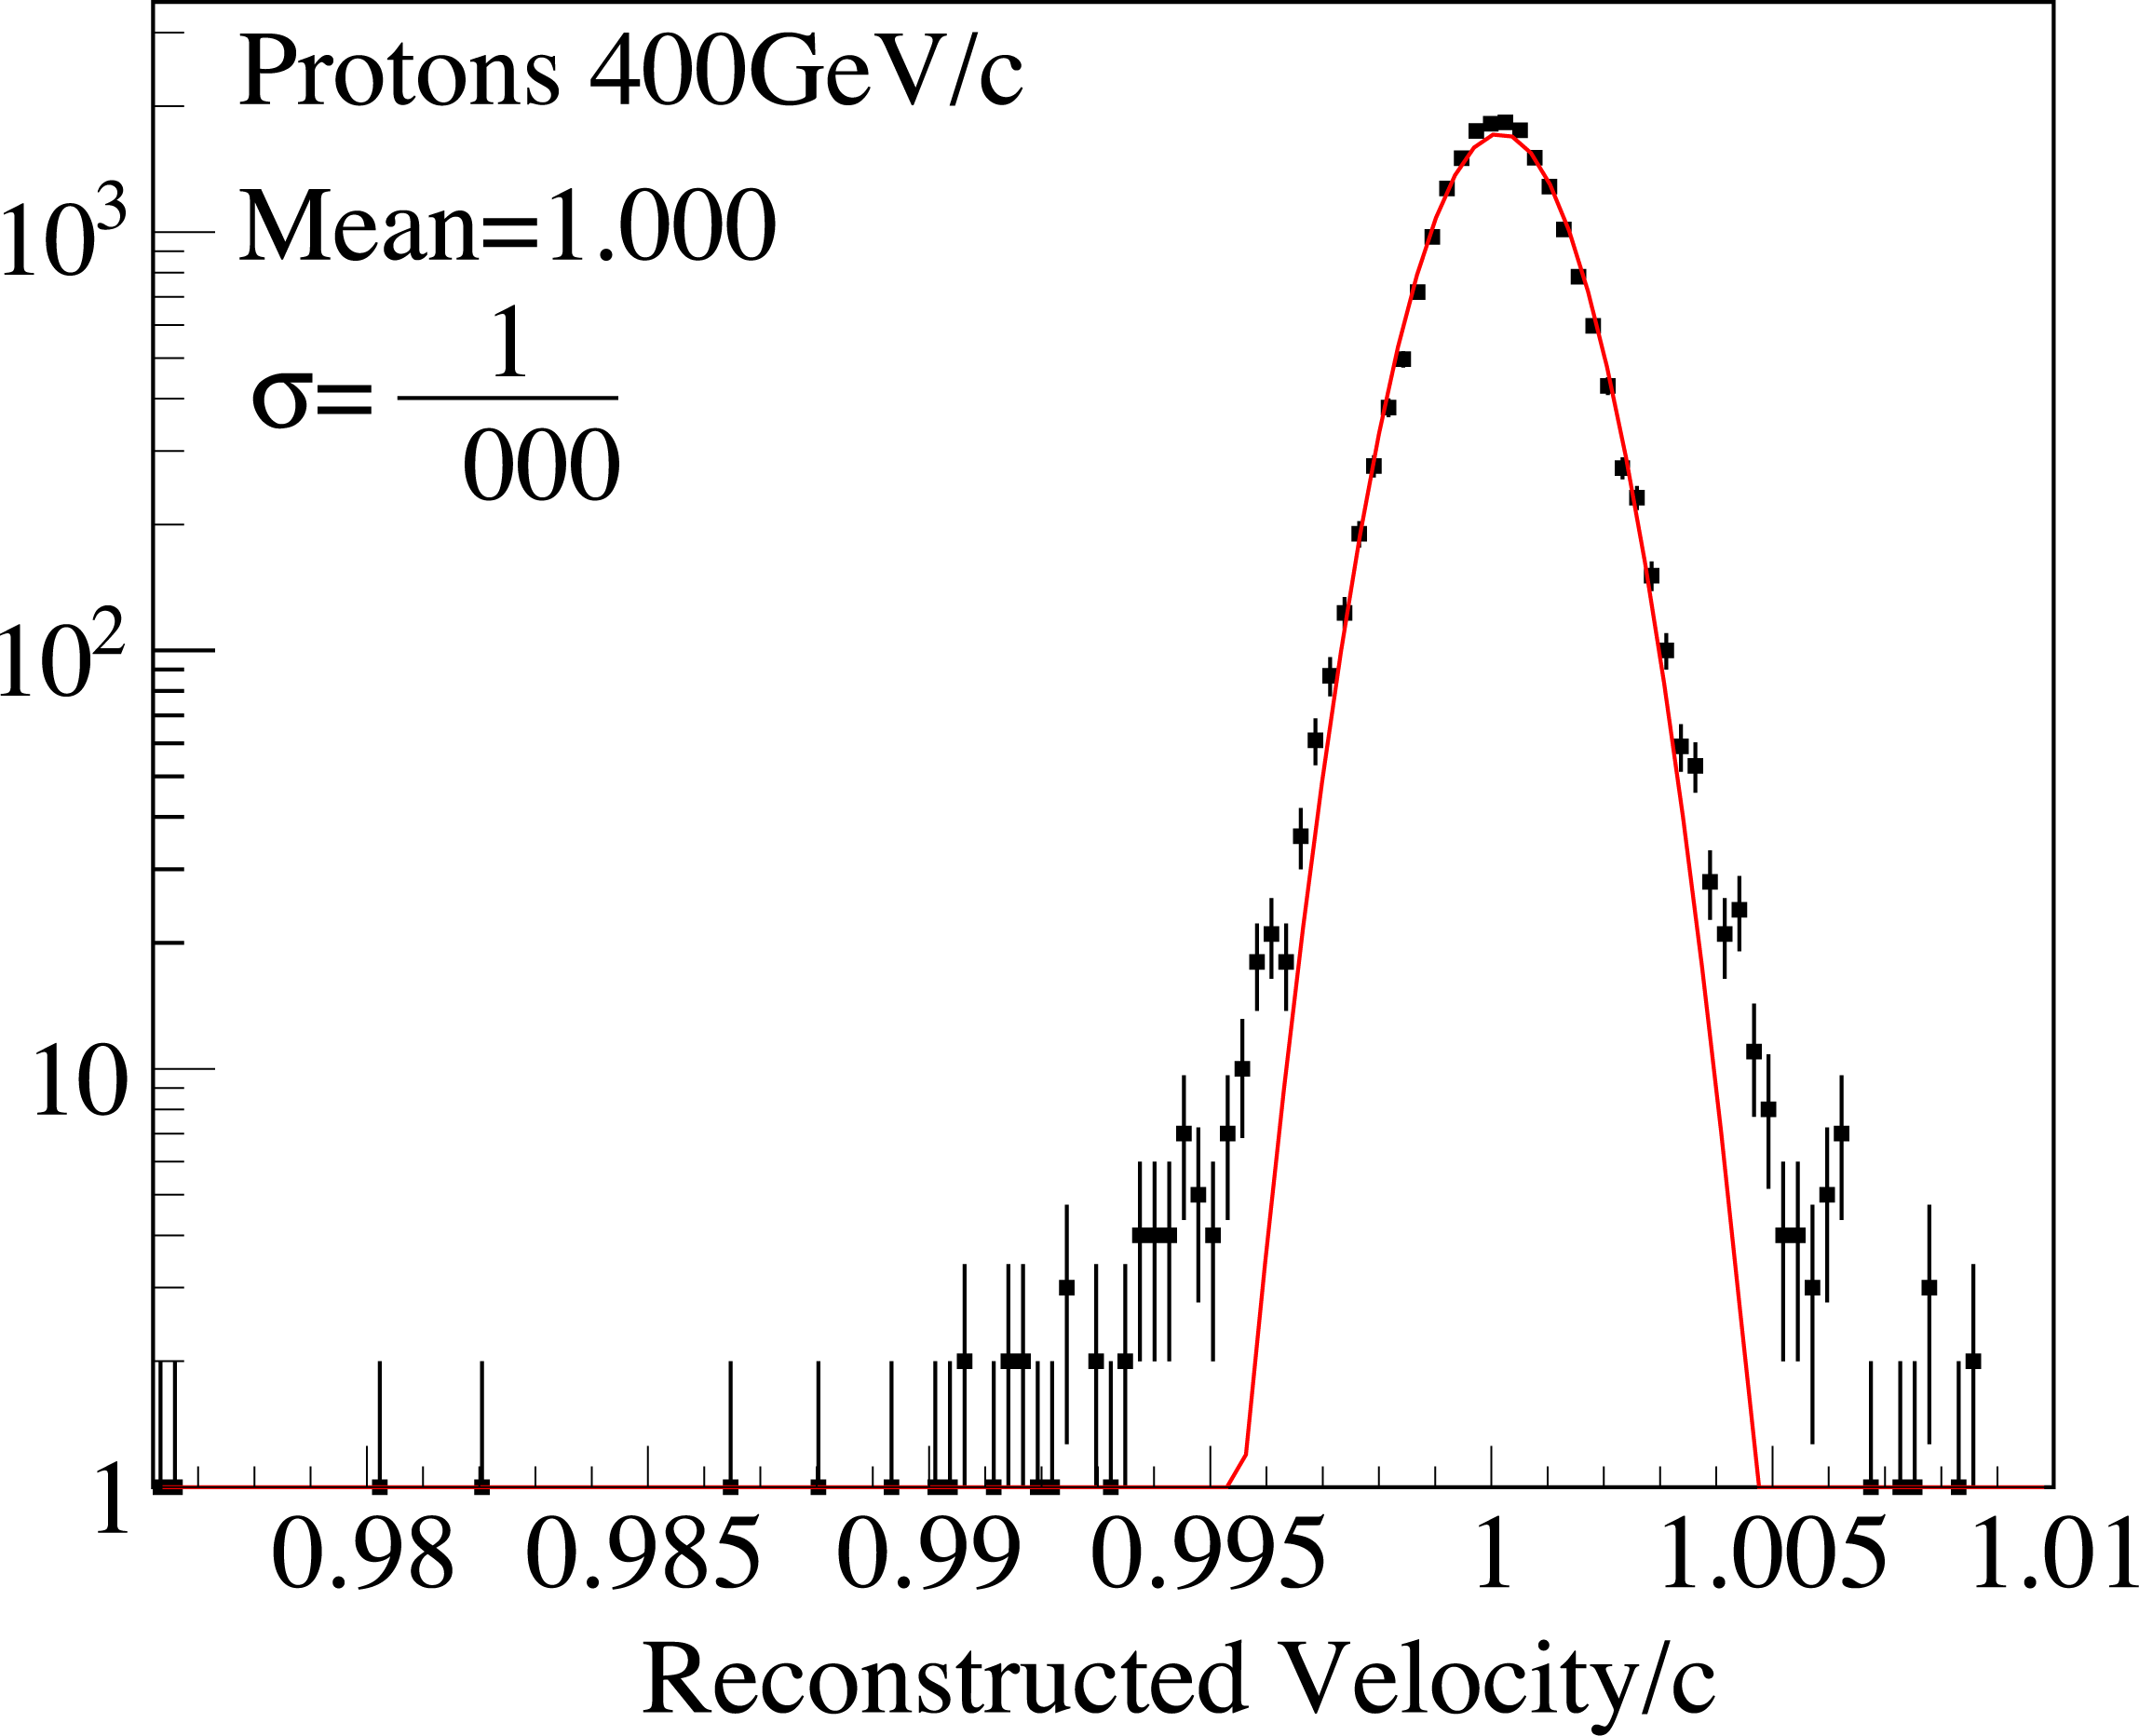 Protons 400GeV/c
Mean=1.000
σ= 1
000
10³
10²
10
1
0.98 0.985 0.99 0.995 1 1.005 1.01
Reconstructed Velocity/c